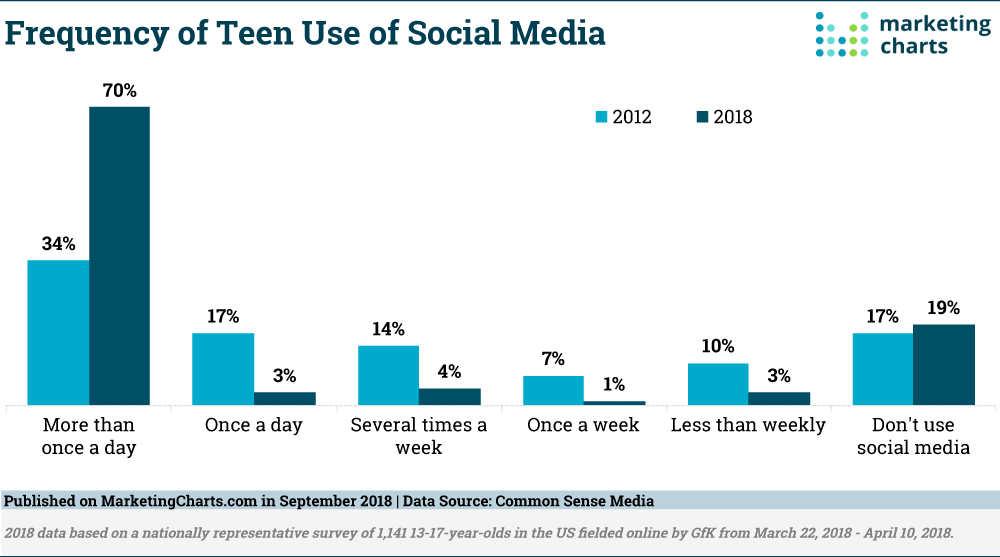 Frequency of Teen Use of Social Media
marketing
charts
70%
2012
2018
34%
17%
3%
14%
4%
7%
1%
10%
3%
17%
19%
More than
once a day
Once a day
Several times a
week
Once a week
Less than weekly
Don't use
social media
Published on MarketingCharts.com in September 2018 | Data Source: Common Sense Media
2018 data based on a nationally representative survey of 1,141 13-17-year-olds in the US fielded online by GfK from March 22, 2018 - April 10, 2018.